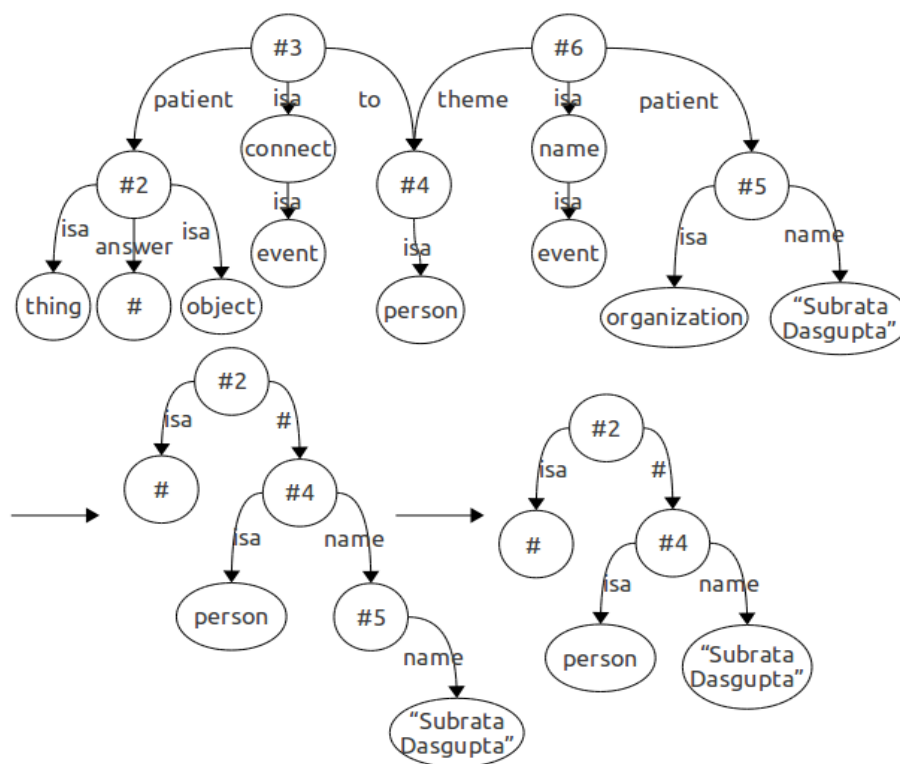 #3
#6
patient
isa
to
theme
isa
patient
connect
name
#2
#4
#5
isa
answer
isa
isa
isa
isa
isa
name
event
event
thing
#
object
person
organization
“Subrata
Dasgupta”
#2
isa
#
#
#4
isa
name
person
#5
name
“Subrata
Dasgupta”
#2
isa
#
#
#4
isa
name
person
“Subrata
Dasgupta”